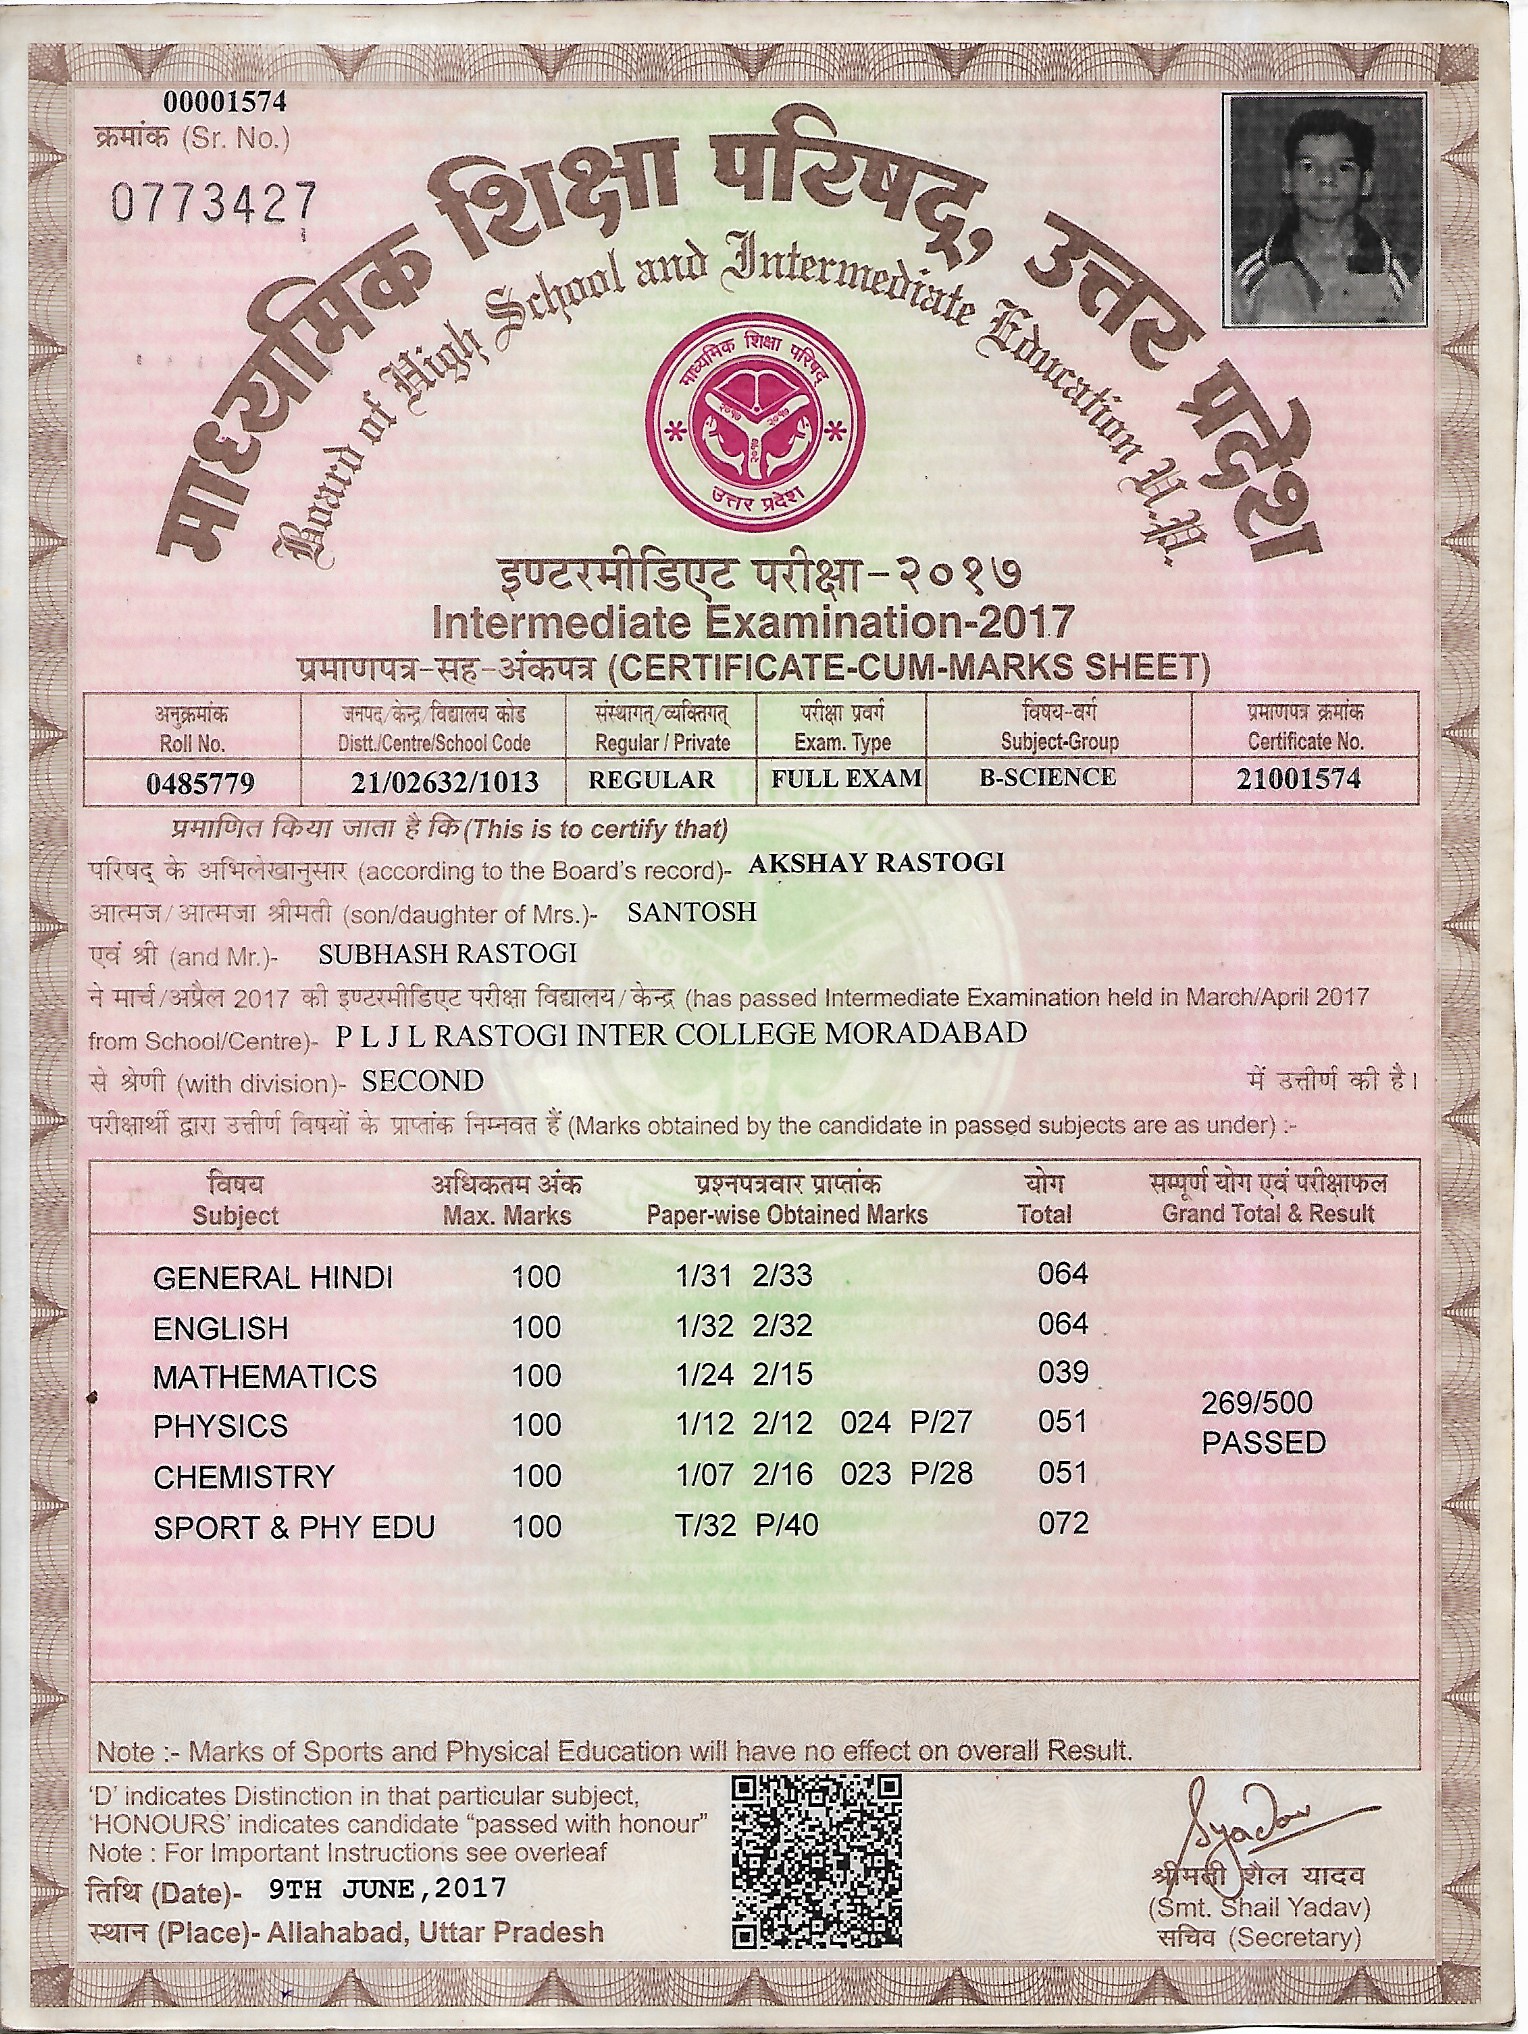 00001574
क्रमांक (Sr. No.)
0773427
माध्यमिक शिक्षा परिषद्, उत्तर प्रदेश
Board of High School and Intermediate Education U.P.
माध्यमिक शिक्षा परिषद्
२०१७ २०१७
२०१७
उत्तर प्रदेश
इण्टरमीडिएट परीक्षा-२०१७
Intermediate Examination-2017
प्रमाणपत्र-सह-अंकपत्र (CERTIFICATE-CUM-MARKS SHEET)
अनुक्रमांक जनपद/केन्द्र/विद्यालय कोड संस्थागत्/व्यक्तिगत् परीक्षा प्रवर्ग विषय-वर्ग प्रमाणपत्र क्रमांक
Roll No. Distt./Centre/School Code Regular / Private Exam. Type Subject-Group Certificate No.
0485779 21/02632/1013 REGULAR FULL EXAM B-SCIENCE 21001574
प्रमाणित किया जाता है कि (This is to certify that)
परिषद् के अभिलेखानुसार (according to the Board's record)- AKSHAY RASTOGI
आत्मज/आत्मजा श्रीमती (son/daughter of Mrs.)- SANTOSH
एवं श्री (and Mr.)- SUBHASH RASTOGI
ने मार्च/अप्रैल 2017 की इण्टरमीडिएट परीक्षा विद्यालय/केन्द्र (has passed Intermediate Examination held in March/April 2017
from School/Centre)- P L J L RASTOGI INTER COLLEGE MORADABAD
से श्रेणी (with division)- SECOND में उत्तीर्ण की है।
परीक्षार्थी द्वारा उत्तीर्ण विषयों के प्राप्तांक निम्नवत हैं (Marks obtained by the candidate in passed subjects are as under) :-
विषय अधिकतम अंक प्रश्नपत्रवार प्राप्तांक योग सम्पूर्ण योग एवं परीक्षाफल
Subject Max. Marks Paper-wise Obtained Marks Total Grand Total & Result
GENERAL HINDI 100 1/31 2/33 064
ENGLISH 100 1/32 2/32 064
MATHEMATICS 100 1/24 2/15 039
269/500
PHYSICS 100 1/12 2/12 024 P/27 051
PASSED
CHEMISTRY 100 1/07 2/16 023 P/28 051
SPORT & PHY EDU 100 T/32 P/40 072
Note :- Marks of Sports and Physical Education will have no effect on overall Result.
'D' indicates Distinction in that particular subject,
'HONOURS' indicates candidate "passed with honour"
Note : For Important Instructions see overleaf
तिथि (Date)- 9TH JUNE,2017
स्थान (Place)- Allahabad, Uttar Pradesh
Syadav
श्रीमती शैल यादव
(Smt. Shail Yadav)
सचिव (Secretary)